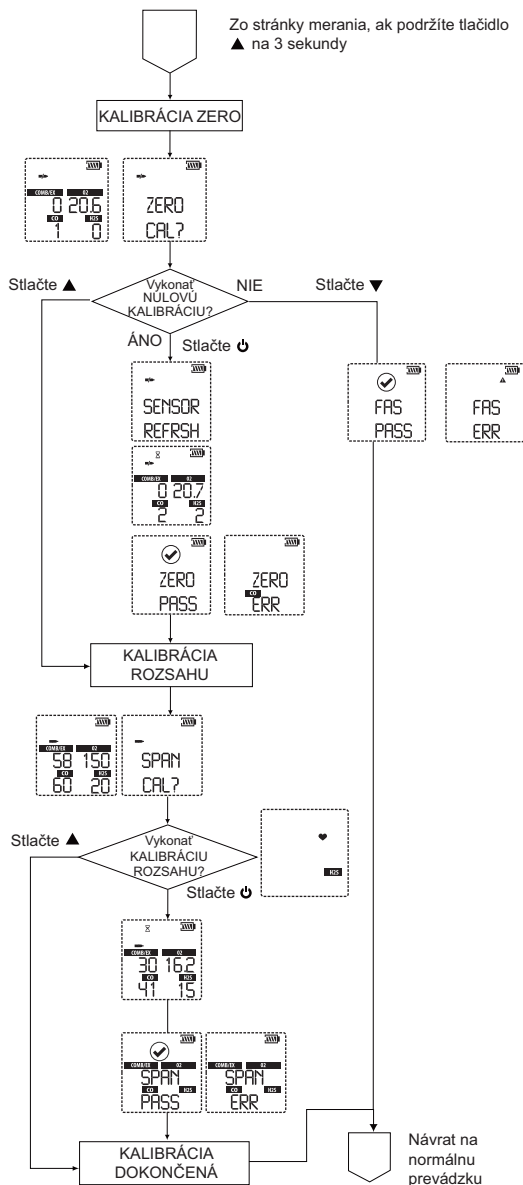 Zo stránky merania, ak podržíte tlačidlo
▲ na 3 sekundy
KALIBRÁCIA ZERO
COMB/EX O2
0 20.6
CO H2S
1 0
ZERO
CAL?
Stlačte ▲
Vykonať
NULOVÚ
KALIBRÁCIU?
NIE
Stlačte ▼
ÁNO
Stlačte ⏻
SENSOR
REFRSH
COMB/EX O2
0 20.7
CO H2S
2 2
FAS
PASS
FAS
ERR
ZERO
PASS
ZERO
CO
ERR
KALIBRÁCIA
ROZSAHU
COMB/EX O2
58 150
CO H2S
60 20
SPAN
CAL?
Stlačte ▲
Vykonať
KALIBRÁCIU
ROZSAHU?
Stlačte ⏻
H2S
COMB/EX O2
30 16.2
CO H2S
41 15
COMB/EX O2
SPAN
CO H2S
PASS
COMB/EX O2
SPAN
CO H2S
ERR
KALIBRÁCIA
DOKONČENÁ
Návrat na
normálnu
prevádzku